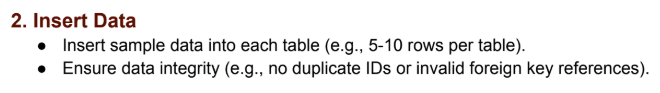 2. Insert Data
● Insert sample data into each table (e.g., 5-10 rows per table).
● Ensure data integrity (e.g., no duplicate IDs or invalid foreign key references).